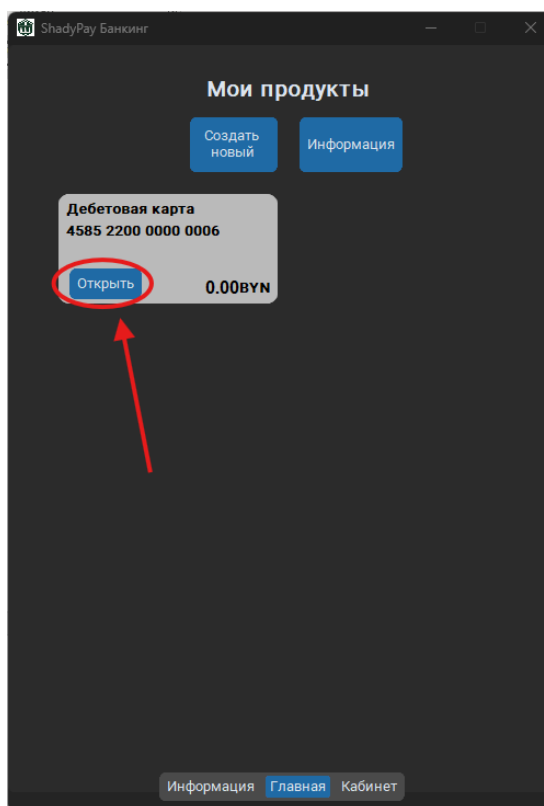 ShadyPay Банкинг
Мои продукты
Создать
новый
Информация
Дебетовая карта
4585 2200 0000 0006
Открыть
0.00BYN
Информация Главная Кабинет